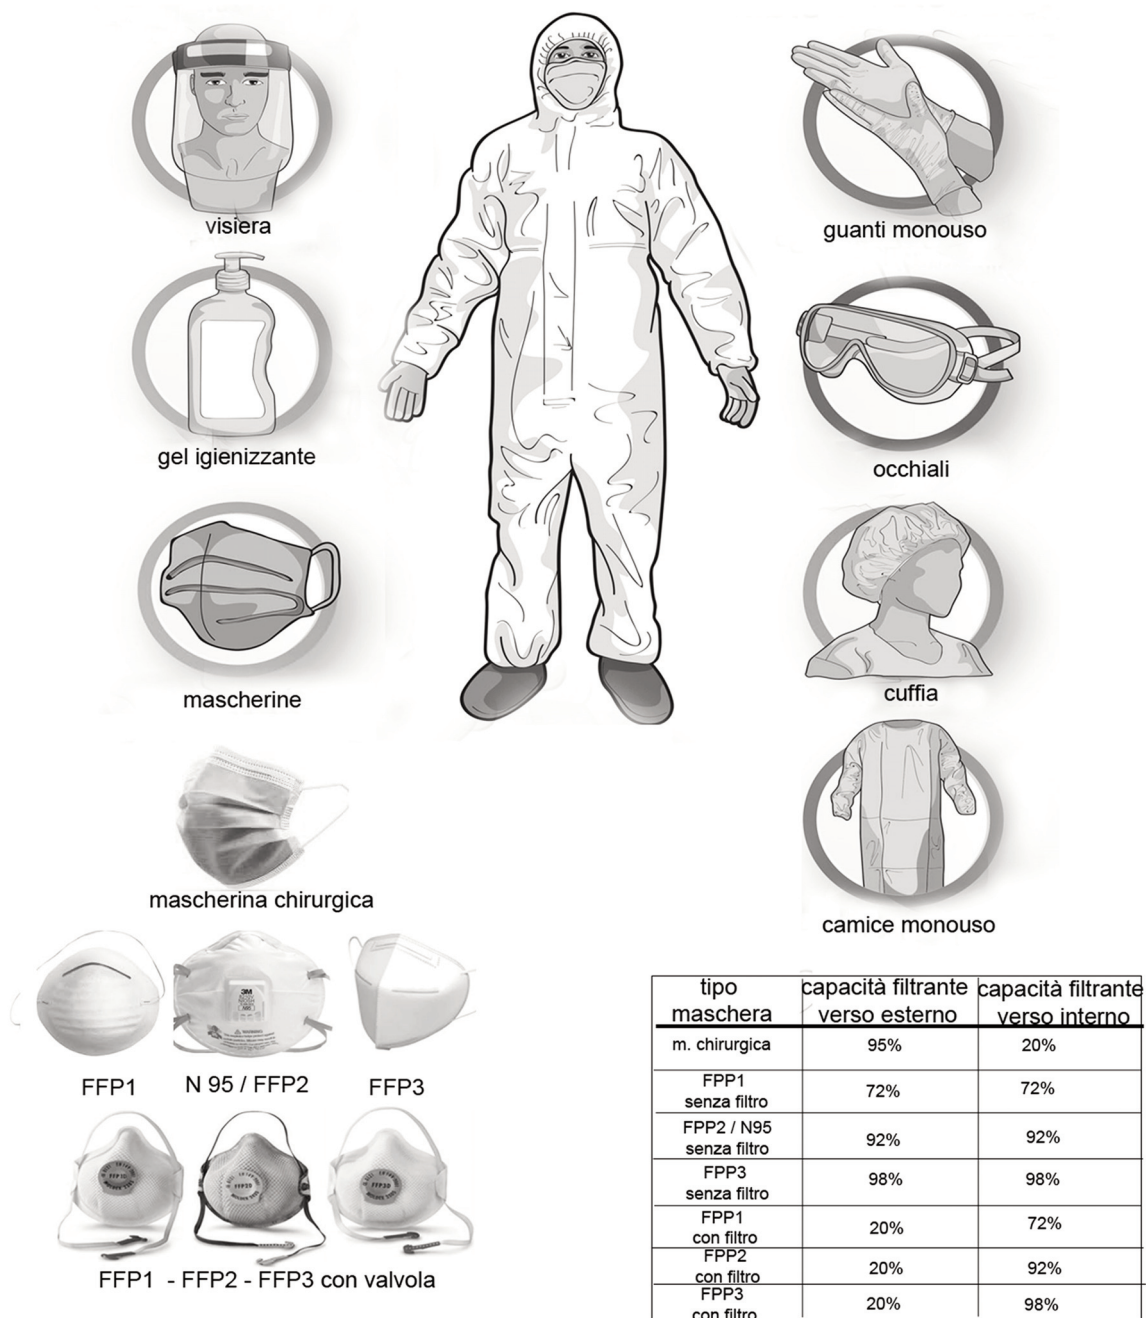 visiera
guanti monouso
gel igienizzante
occhiali
mascherine
cuffia
mascherina chirurgica
camice monouso
3M
WARNING
FFP1
N 95 / FFP2
FFP3
FFP1 - FFP2 - FFP3 con valvola
tipo maschera
capacità filtrante verso esterno
capacità filtrante verso interno
m. chirurgica
95%
20%
FPP1
senza filtro
72%
72%
FPP2 / N95
senza filtro
92%
92%
FPP3
senza filtro
98%
98%
FPP1
con filtro
20%
72%
FPP2
con filtro
20%
92%
FPP3
con filtro
20%
98%